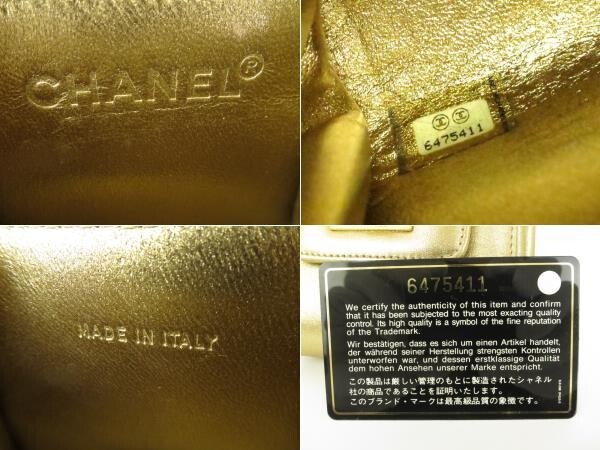 CHANEL®
6475411
MADE IN ITALY
6475411
We certify the authenticity of this item and confirm
that it has been subjected to the most exacting quality
control. Its high quality is a symbol of the fine reputation
of the Trademark.
Wir bestätigen, dass es sich um einen Artikel handelt,
der während seiner Herstellung strengsten Kontrollen
unterworfen war, und dessen erstklassige Qualität
dem hohen Ansehen unserer Marke entspricht.
この製品は厳しい管理のもとに製造されたシャネル
社の商品であることを証明いたします。
このブランド・マークは最高級品質の象徴です。